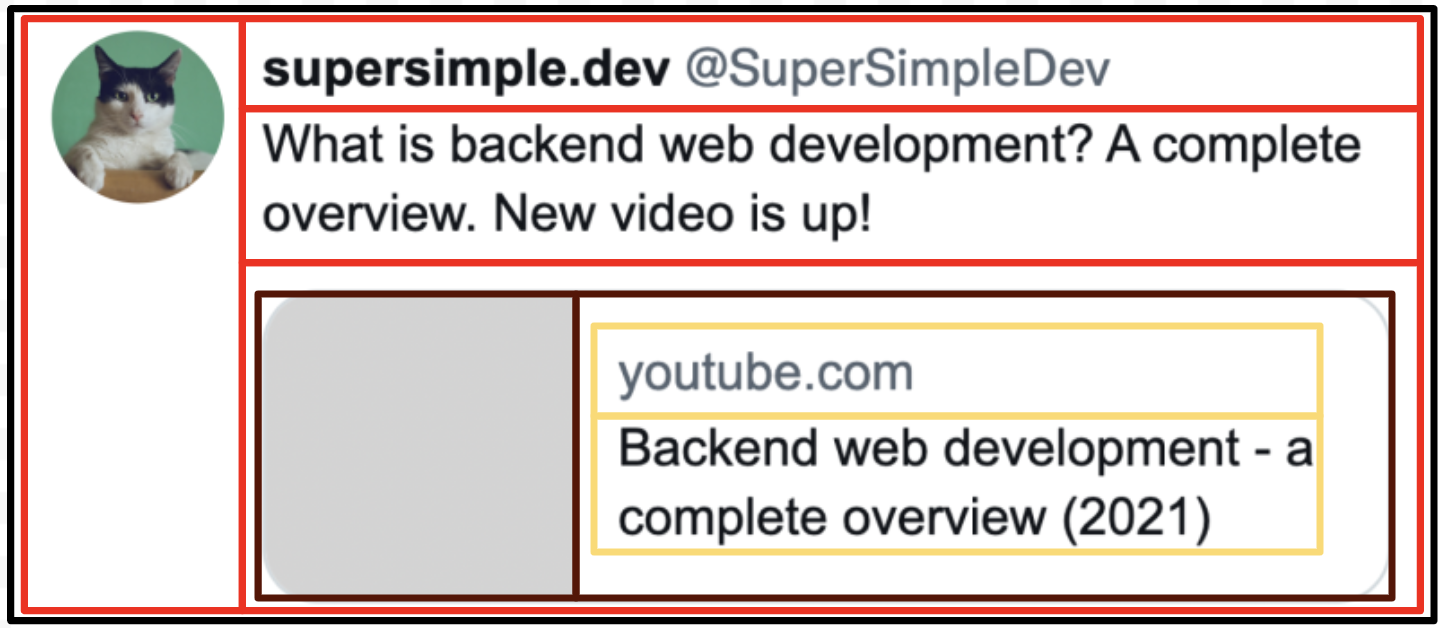 supersimple.dev @SuperSimpleDev
What is backend web development? A complete
overview. New video is up!
youtube.com
Backend web development - a
complete overview (2021)